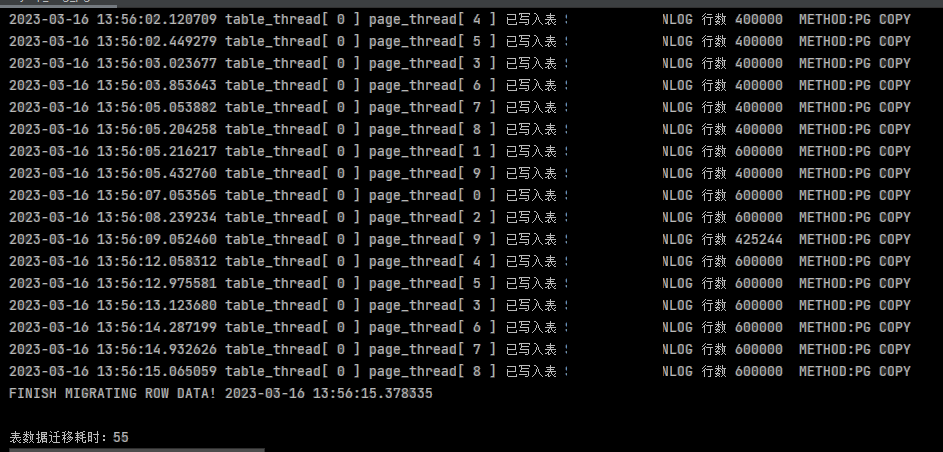 2023-03-16 13:56:02.120709 table_thread[ 0 ] page_thread[ 4 ] 已写入表 NLOG 行数 400000 METHOD:PG COPY
2023-03-16 13:56:02.449279 table_thread[ 0 ] page_thread[ 5 ] 已写入表 NLOG 行数 400000 METHOD:PG COPY
2023-03-16 13:56:03.023677 table_thread[ 0 ] page_thread[ 3 ] 已写入表 NLOG 行数 400000 METHOD:PG COPY
2023-03-16 13:56:03.853643 table_thread[ 0 ] page_thread[ 6 ] 已写入表 NLOG 行数 400000 METHOD:PG COPY
2023-03-16 13:56:05.053882 table_thread[ 0 ] page_thread[ 7 ] 已写入表 NLOG 行数 400000 METHOD:PG COPY
2023-03-16 13:56:05.204258 table_thread[ 0 ] page_thread[ 8 ] 已写入表 NLOG 行数 400000 METHOD:PG COPY
2023-03-16 13:56:05.216217 table_thread[ 0 ] page_thread[ 1 ] 已写入表 NLOG 行数 600000 METHOD:PG COPY
2023-03-16 13:56:05.432760 table_thread[ 0 ] page_thread[ 9 ] 已写入表 NLOG 行数 400000 METHOD:PG COPY
2023-03-16 13:56:07.053565 table_thread[ 0 ] page_thread[ 0 ] 已写入表 NLOG 行数 600000 METHOD:PG COPY
2023-03-16 13:56:08.239234 table_thread[ 0 ] page_thread[ 2 ] 已写入表 NLOG 行数 600000 METHOD:PG COPY
2023-03-16 13:56:09.052460 table_thread[ 0 ] page_thread[ 9 ] 已写入表 NLOG 行数 425244 METHOD:PG COPY
2023-03-16 13:56:12.058312 table_thread[ 0 ] page_thread[ 4 ] 已写入表 NLOG 行数 600000 METHOD:PG COPY
2023-03-16 13:56:12.975581 table_thread[ 0 ] page_thread[ 5 ] 已写入表 NLOG 行数 600000 METHOD:PG COPY
2023-03-16 13:56:13.123680 table_thread[ 0 ] page_thread[ 3 ] 已写入表 NLOG 行数 600000 METHOD:PG COPY
2023-03-16 13:56:14.287199 table_thread[ 0 ] page_thread[ 6 ] 已写入表 NLOG 行数 600000 METHOD:PG COPY
2023-03-16 13:56:14.932626 table_thread[ 0 ] page_thread[ 7 ] 已写入表 NLOG 行数 600000 METHOD:PG COPY
2023-03-16 13:56:15.065059 table_thread[ 0 ] page_thread[ 8 ] 已写入表 NLOG 行数 600000 METHOD:PG COPY
FINISH MIGRATING ROW DATA! 2023-03-16 13:56:15.378335
表数据迁移耗时：55